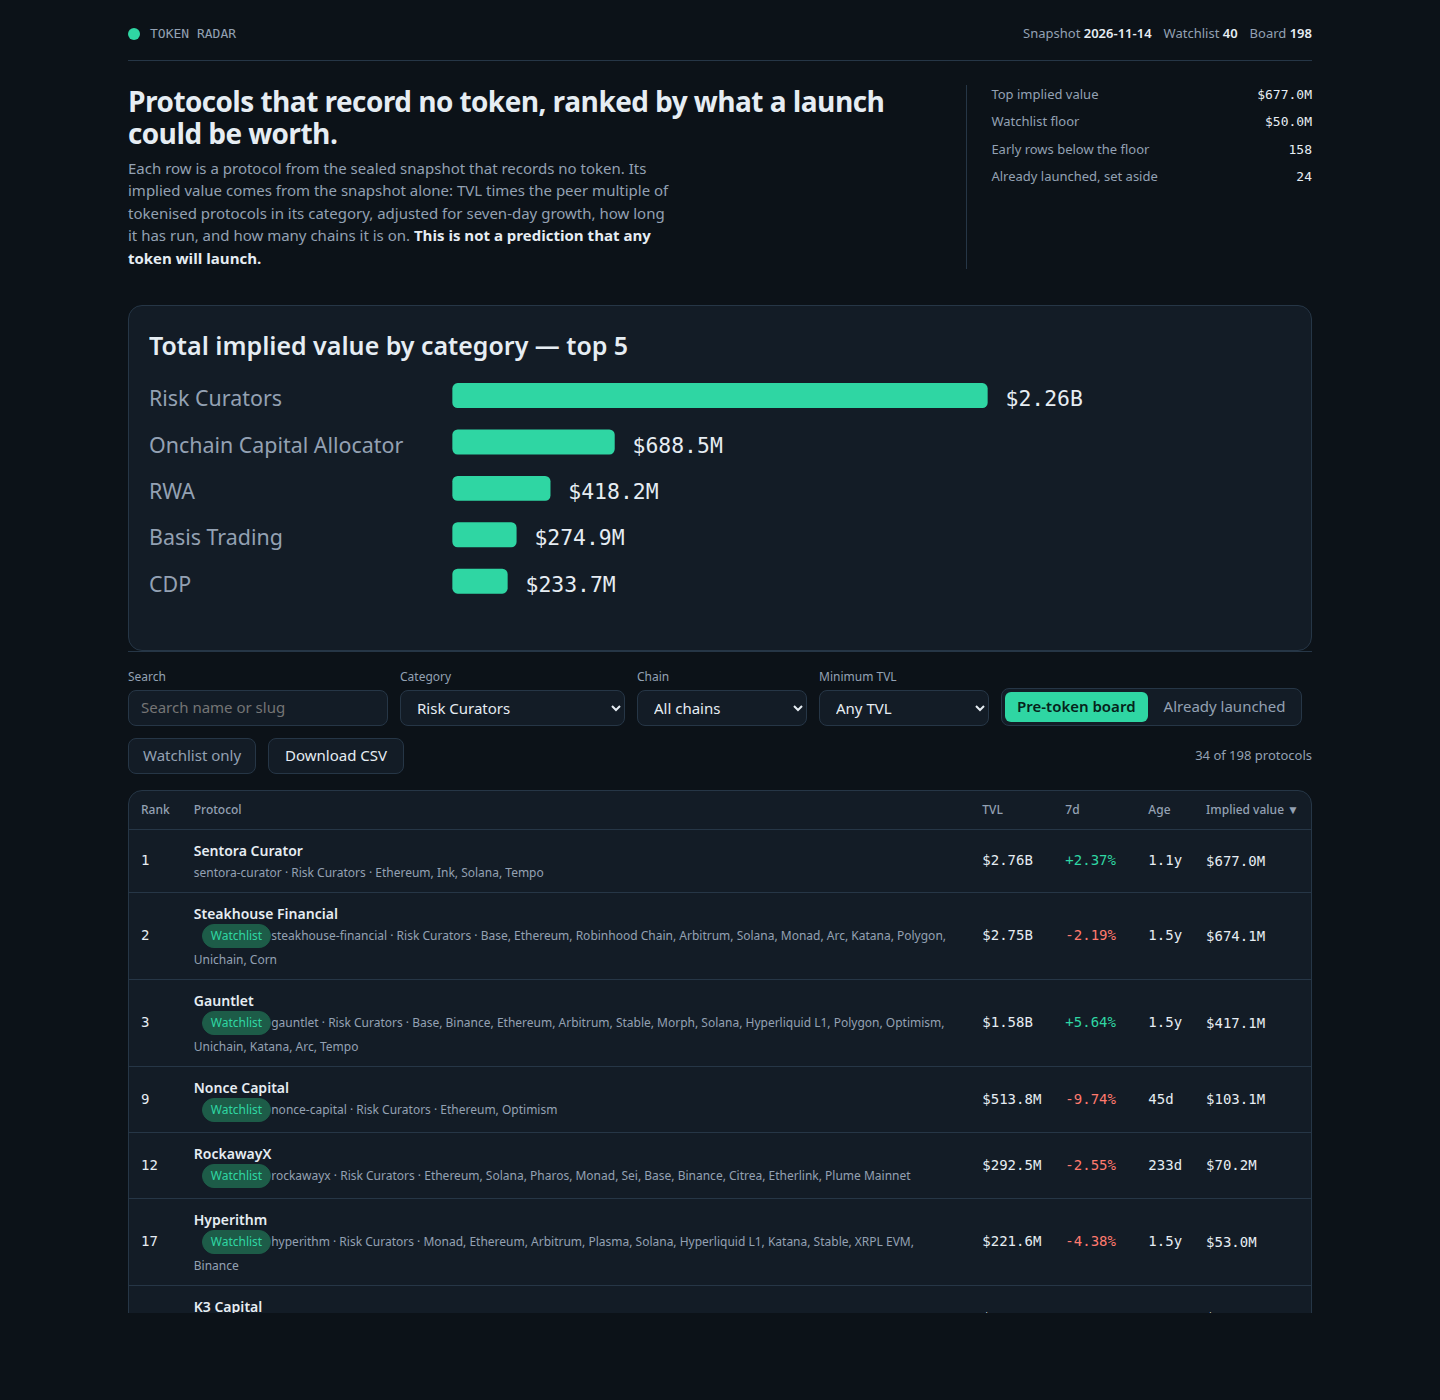 TOKEN RADAR
Snapshot 2026-11-14 Watchlist 40 Board 198
Protocols that record no token, ranked by what a launch
could be worth.
Each row is a protocol from the sealed snapshot that records no token. Its
implied value comes from the snapshot alone: TVL times the peer multiple of
tokenised protocols in its category, adjusted for seven-day growth, how long
it has run, and how many chains it is on. This is not a prediction that any
token will launch.
Top implied value $677.0M
Watchlist floor $50.0M
Early rows below the floor 158
Already launched, set aside 24
Total implied value by category — top 5
Risk Curators $2.26B
Onchain Capital Allocator $688.5M
RWA $418.2M
Basis Trading $274.9M
CDP $233.7M
Search Category Chain Minimum TVL
Search name or slug Risk Curators All chains Any TVL Pre-token board Already launched
Watchlist only Download CSV 34 of 198 protocols
Rank Protocol TVL 7d Age Implied value ▼
Sentora Curator
1 $2.76B +2.37% 1.1y $677.0M
sentora-curator · Risk Curators · Ethereum, Ink, Solana, Tempo
Steakhouse Financial
2 Watchlist steakhouse-financial · Risk Curators · Base, Ethereum, Robinhood Chain, Arbitrum, Solana, Monad, Arc, Katana, Polygon, $2.75B -2.19% 1.5y $674.1M
Unichain, Corn
Gauntlet
3 Watchlist gauntlet · Risk Curators · Base, Binance, Ethereum, Arbitrum, Stable, Morph, Solana, Hyperliquid L1, Polygon, Optimism, $1.58B +5.64% 1.5y $417.1M
Unichain, Katana, Arc, Tempo
Nonce Capital
9 $513.8M -9.74% 45d $103.1M
Watchlist nonce-capital · Risk Curators · Ethereum, Optimism
RockawayX
12 $292.5M -2.55% 233d $70.2M
Watchlist rockawayx · Risk Curators · Ethereum, Solana, Pharos, Monad, Sei, Base, Binance, Citrea, Etherlink, Plume Mainnet
Hyperithm
17 Watchlist hyperithm · Risk Curators · Monad, Ethereum, Arbitrum, Plasma, Solana, Hyperliquid L1, Katana, Stable, XRPL EVM, $221.6M -4.38% 1.5y $53.0M
Binance
K3 Capital